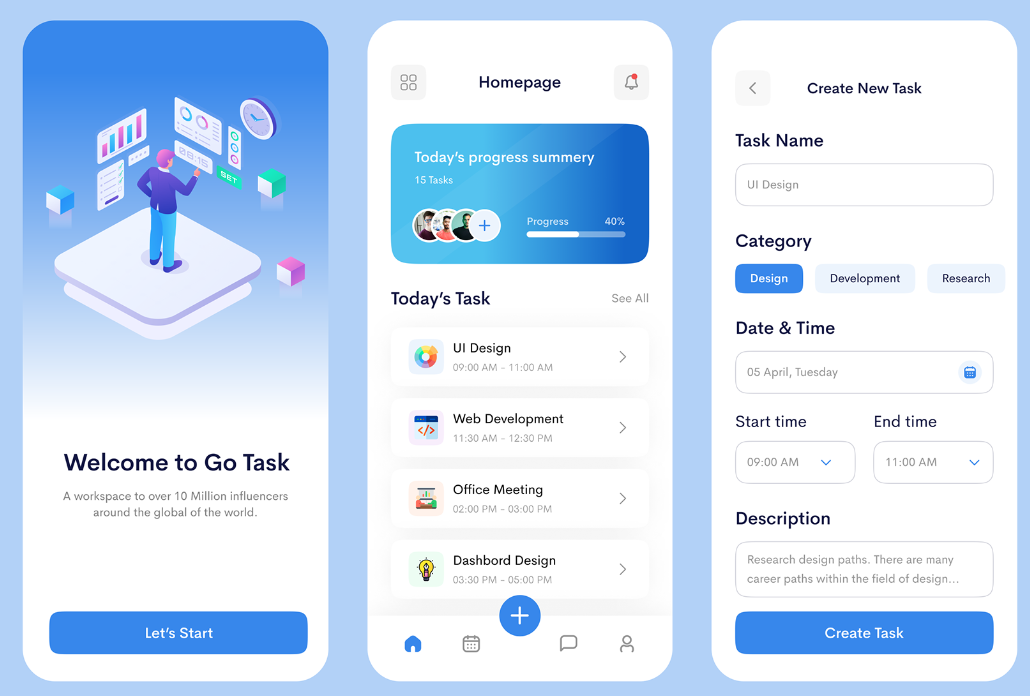 08:15
SET
Welcome to Go Task
A workspace to over 10 Million influencers
around the global of the world.
Let's Start
Homepage
Today's progress summery
15 Tasks
Progress 40%
Today's Task See All
UI Design
09:00 AM - 11:00 AM
Web Development
11:30 AM - 12:30 PM
Office Meeting
02:00 PM - 03:00 PM
Dashbord Design
03:30 PM - 05:00 PM
Create New Task
Task Name
UI Design
Category
Design Development Research
Date & Time
05 April, Tuesday
Start time End time
09:00 AM 11:00 AM
Description
Research design paths. There are many
career paths within the field of design...
Create Task